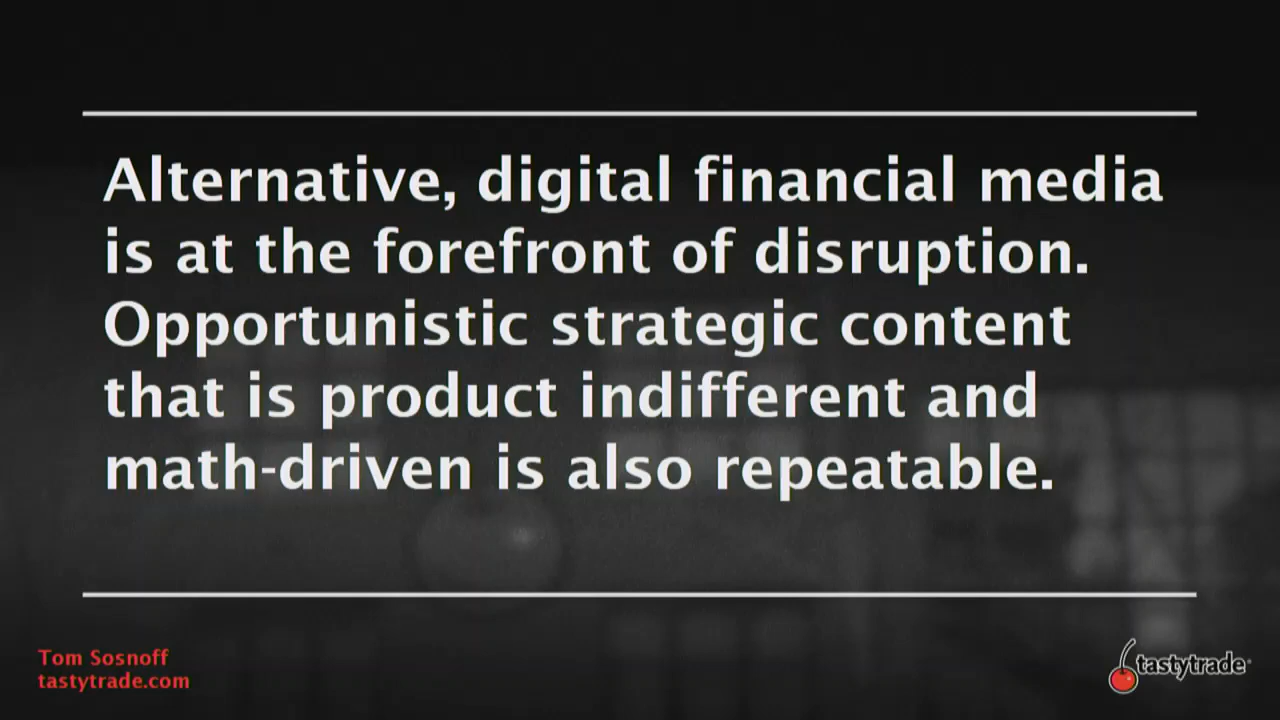 Alternative, digital financial media
is at the forefront of disruption.
Opportunistic strategic content
that is product indifferent and
math-driven is also repeatable.
Tom Sosnoff
tastytrade.com
tastytrade